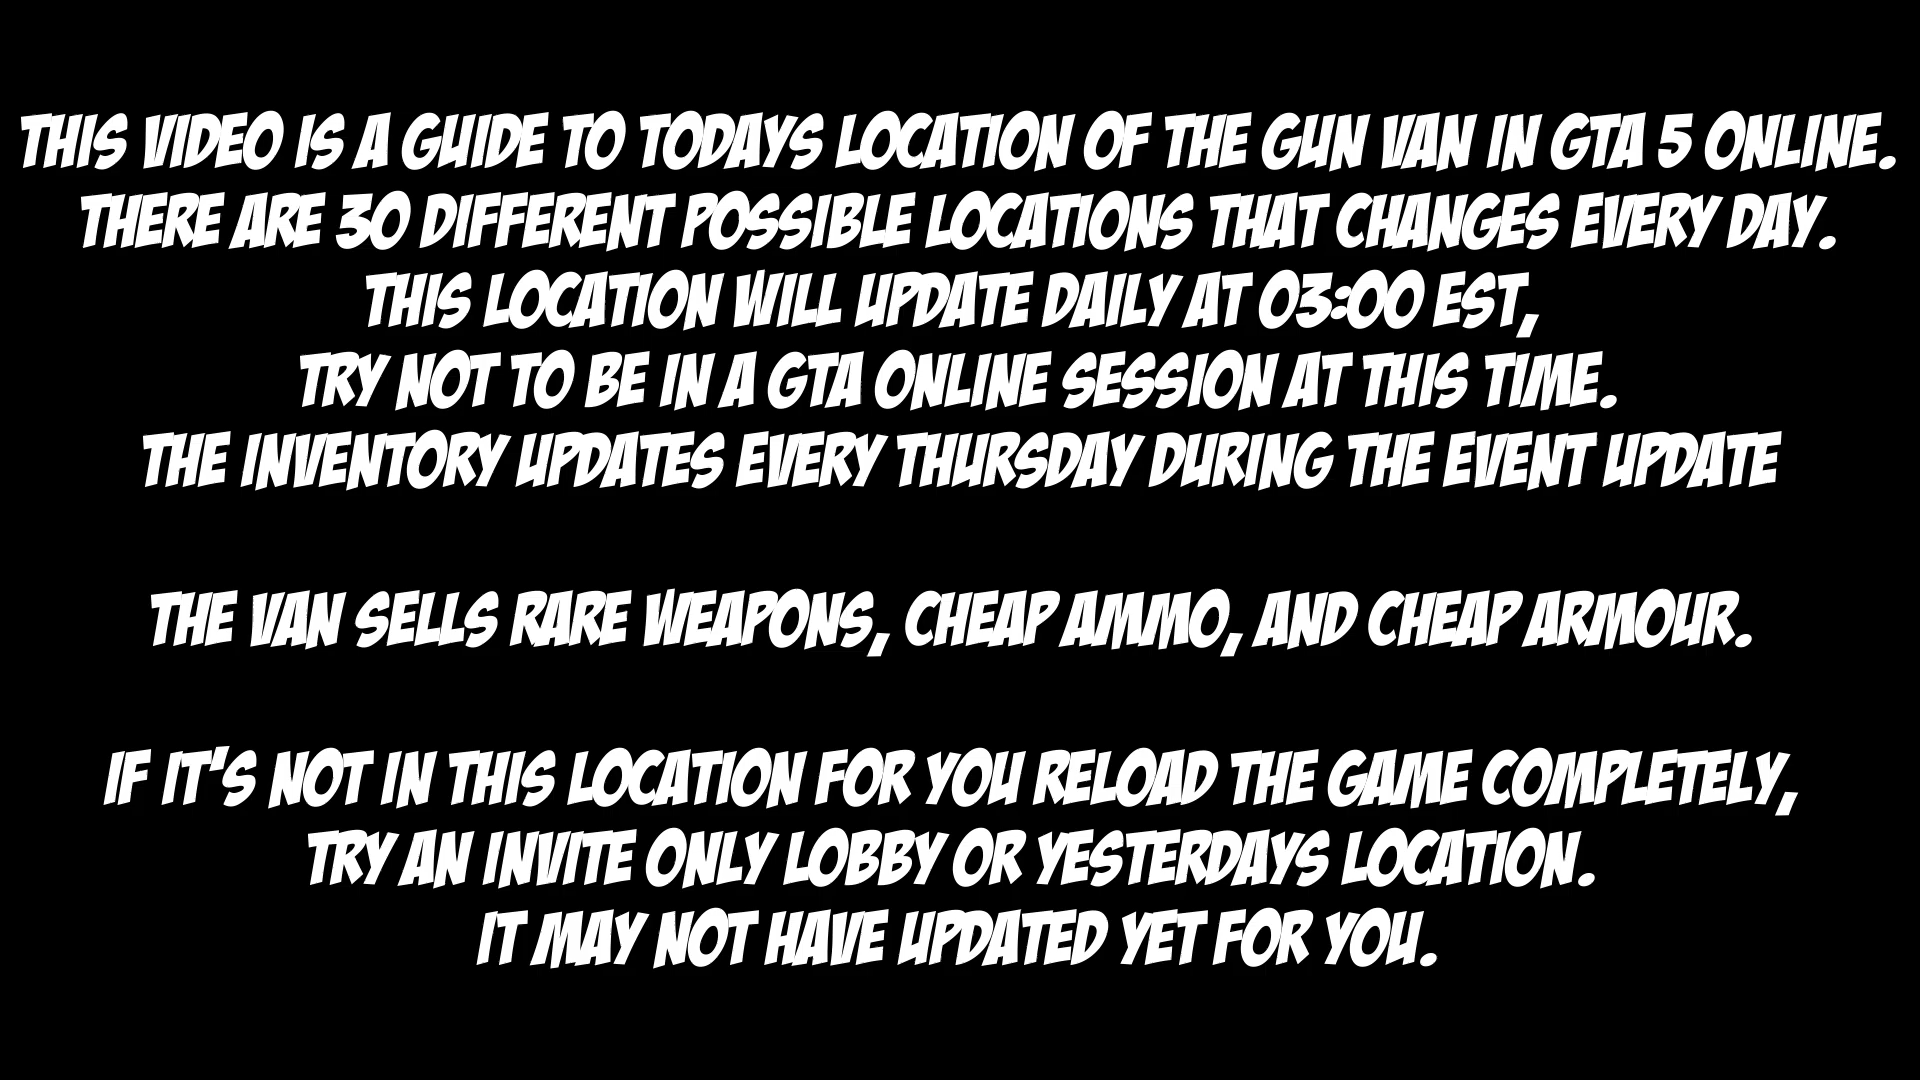 THIS VIDEO IS A GUIDE TO TODAYS LOCATION OF THE GUN VAN IN GTA 5 ONLINE.
THERE ARE 30 DIFFERENT POSSIBLE LOCATIONS THAT CHANGES EVERY DAY.
THIS LOCATION WILL UPDATE DAILY AT 03:00 EST,
TRY NOT TO BE IN A GTA ONLINE SESSION AT THIS TIME.
THE INVENTORY UPDATES EVERY THURSDAY DURING THE EVENT UPDATE
THE VAN SELLS RARE WEAPONS, CHEAP AMMO, AND CHEAP ARMOUR.
IF IT'S NOT IN THIS LOCATION FOR YOU RELOAD THE GAME COMPLETELY,
TRY AN INVITE ONLY LOBBY OR YESTERDAYS LOCATION.
IT MAY NOT HAVE UPDATED YET FOR YOU.